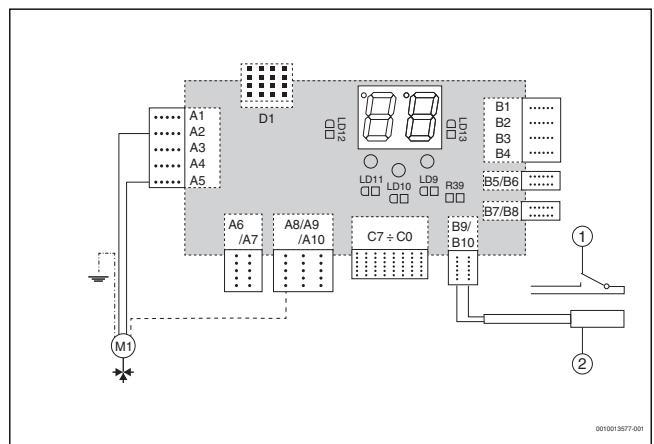 D1
A1
A2
A3
A4
A5
LD12
LD13
B1
B2
B3
B4
LD11
LD10
LD9
R39
B5/B6
B7/B8
A6
/A7
A8/A9
/A10
C7÷C0
B9/
B10
1
M1
2
0010013577-001